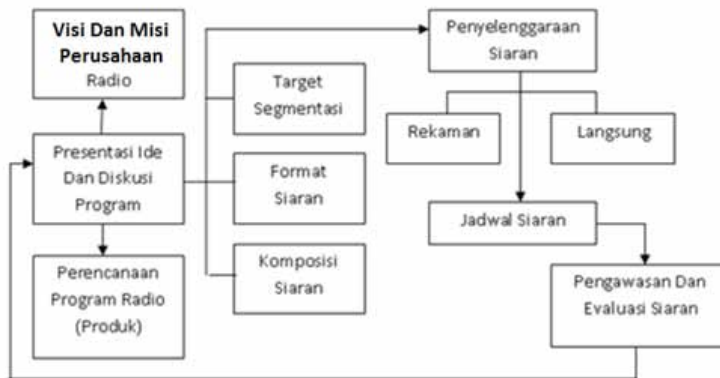 Visi Dan Misi
Perusahaan
Radio
Presentasi Ide
Dan Diskusi
Program
Perencanaan
Program Radio
(Produk)
Target
Segmentasi
Format
Siaran
Komposisi
Siaran
Penyelenggaraan
Siaran
Rekaman
Langsung
Jadwal Siaran
Pengawasan Dan
Evaluasi Siaran